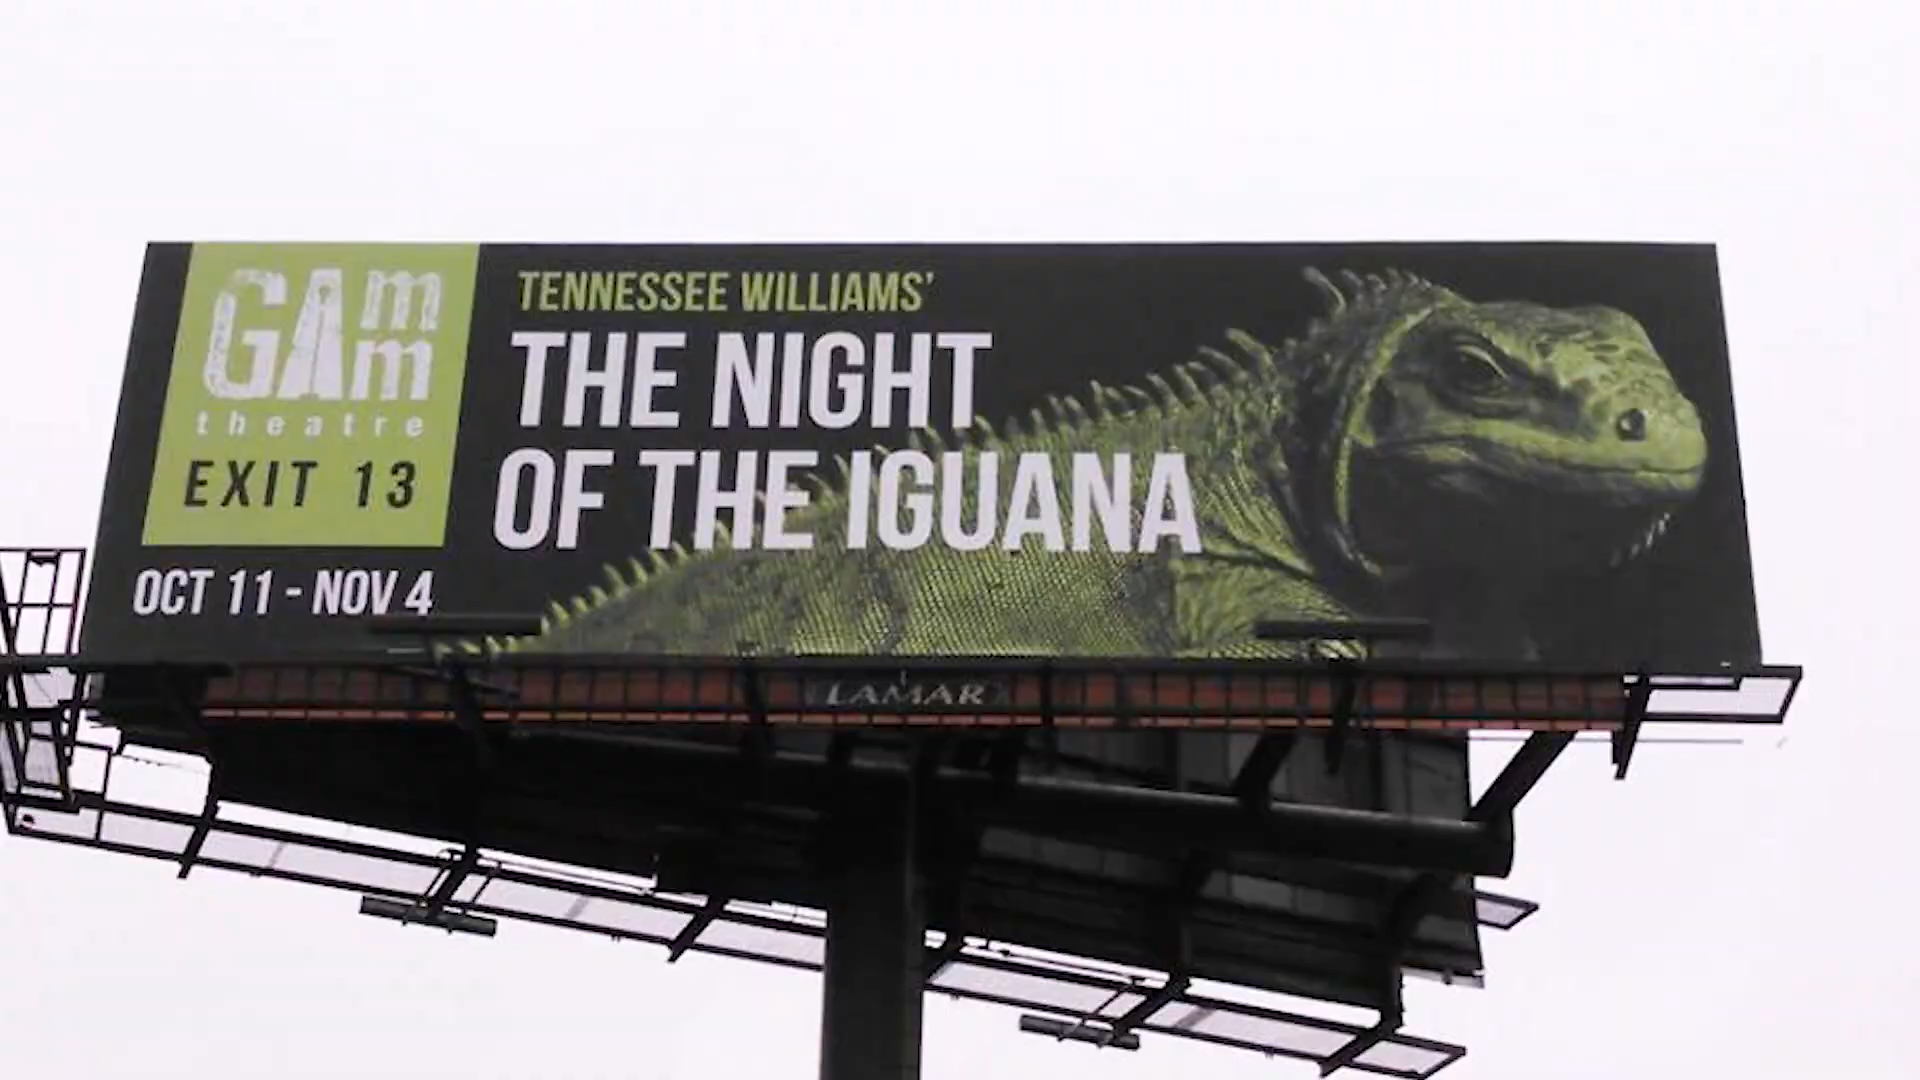 GAmm
theatre
EXIT 13
OCT 11 - NOV 4
TENNESSEE WILLIAMS'
THE NIGHT
OF THE IGUANA
LAMAR